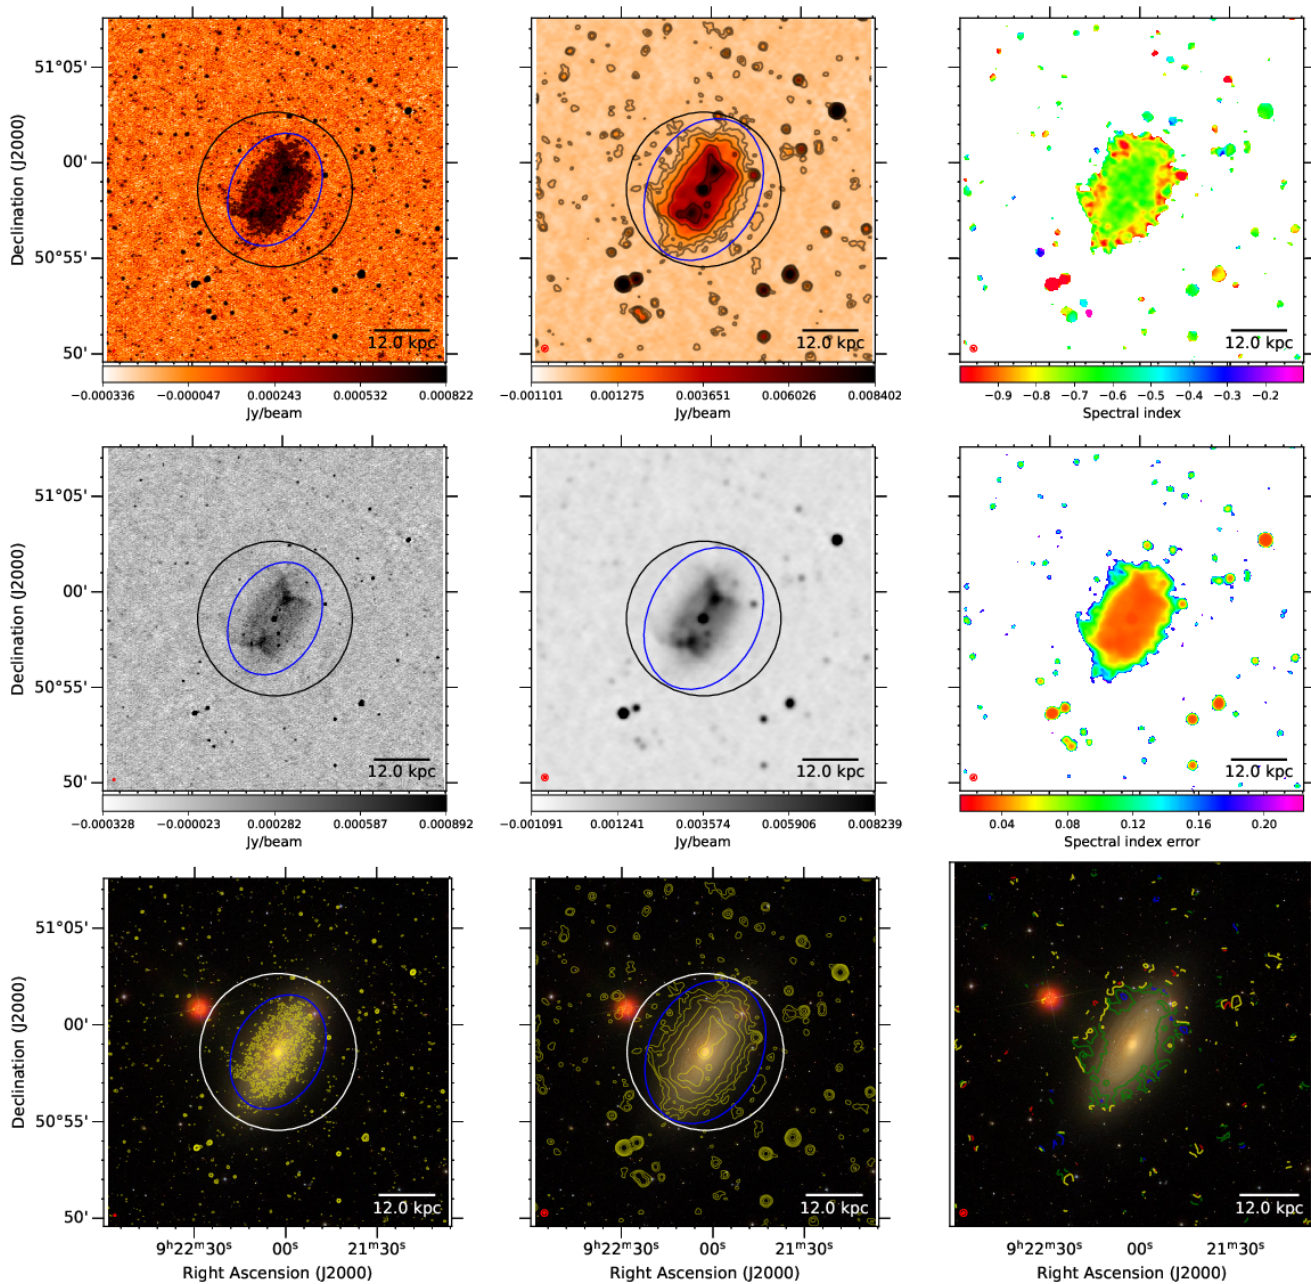 51°05'
00'
50°55'
50'
Declination (J2000)
12.0 kpc
12.0 kpc
12.0 kpc
−0.000336 −0.000047 0.000243 0.000532 0.000822
Jy/beam
−0.001101 0.001275 0.003651 0.006026 0.008402
Jy/beam
−0.9 −0.8 −0.7 −0.6 −0.5 −0.4 −0.3 −0.2
Spectral index
51°05'
00'
50°55'
50'
Declination (J2000)
12.0 kpc
12.0 kpc
12.0 kpc
−0.000328 −0.000023 0.000282 0.000587 0.000892
Jy/beam
−0.001091 0.001241 0.003574 0.005906 0.008239
Jy/beam
0.04 0.08 0.12 0.16 0.20
Spectral index error
51°05'
00'
50°55'
50'
Declination (J2000)
12.0 kpc
12.0 kpc
12.0 kpc
9ʰ22ᵐ30ˢ 00ˢ 21ᵐ30ˢ
Right Ascension (J2000)
9ʰ22ᵐ30ˢ 00ˢ 21ᵐ30ˢ
Right Ascension (J2000)
9ʰ22ᵐ30ˢ 00ˢ 21ᵐ30ˢ
Right Ascension (J2000)